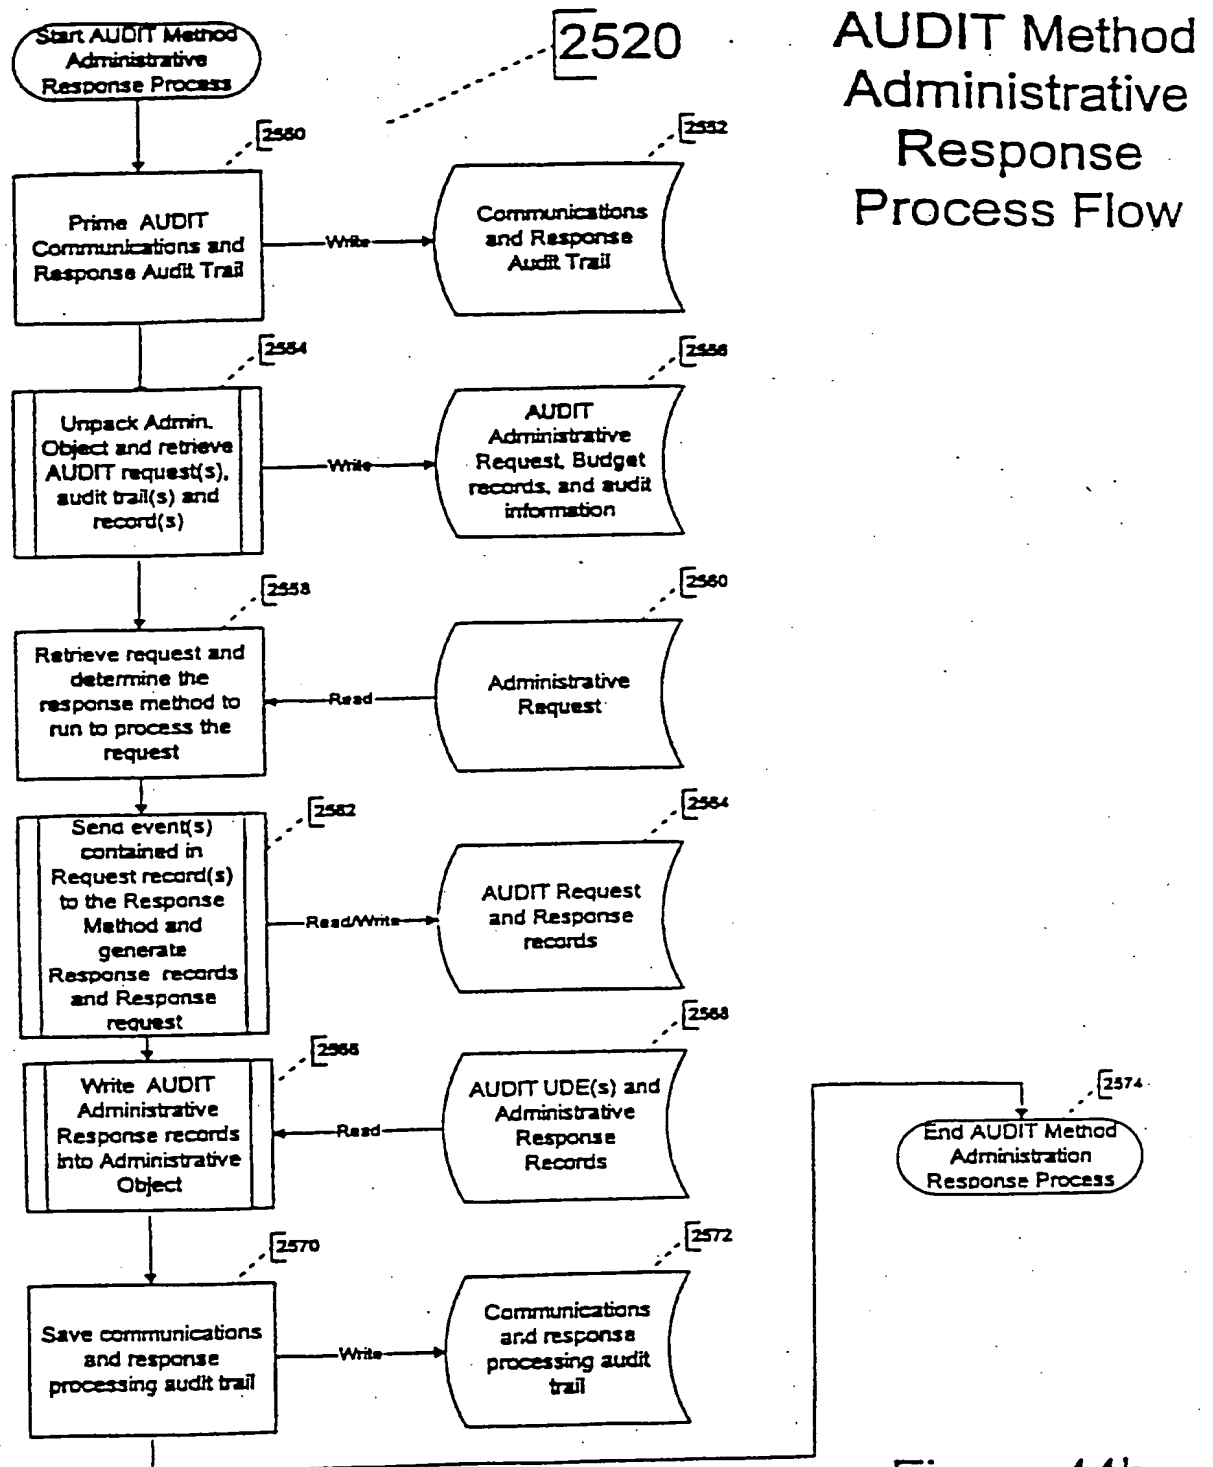 Start AUDIT Method
Administrative
Response Process
2520
AUDIT Method
Administrative
Response
Process Flow
2550
2552
Prime AUDIT
Communications and
Response Audit Trail
Write
Communications
and Response
Audit Trail
2554
2556
Unpack Admin.
Object and retrieve
AUDIT request(s),
audit trail(s) and
record(s)
Write
AUDIT
Administrative
Request, Budget
records, and audit
information
2558
2560
Retrieve request and
determine the
response method to
run to process the
request
Read
Administrative
Request
2562
2564
Send event(s)
contained in
Request record(s)
to the Response
Method and
generate
Response records
and Response
request
Read/Write
AUDIT Request
and Response
records
2566
2568
Write AUDIT
Administrative
Response records
into Administrative
Object
Read
AUDIT UDE(s) and
Administrative
Response
Records
2574
End AUDIT Method
Administration
Response Process
2570
2572
Save communications
and response
processing audit trail
Write
Communications
and response
processing audit
trail